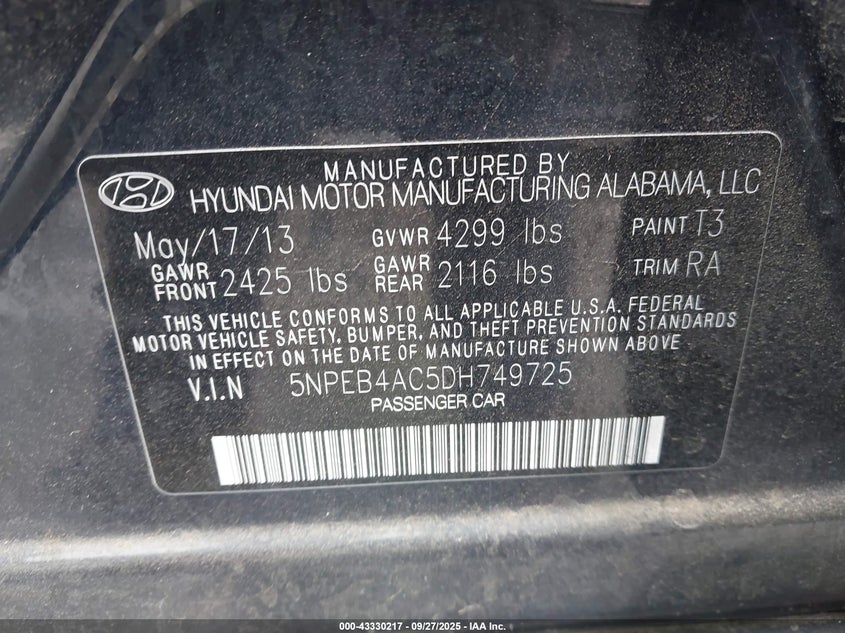 MANUFACTURED BY
HYUNDAI MOTOR MANUFACTURING ALABAMA, LLC
May/17/13 GVWR 4299 lbs PAINT T3
GAWR FRONT 2425 lbs GAWR REAR 2116 lbs TRIM RA
THIS VEHICLE CONFORMS TO ALL APPLICABLE U.S.A. FEDERAL
MOTOR VEHICLE SAFETY, BUMPER, AND THEFT PREVENTION STANDARDS
IN EFFECT ON THE DATE OF MANUFACTURE SHOWN ABOVE
V.I.N 5NPEB4AC5DH749725
PASSENGER CAR
000-43330217 - 09/27/2025 - IAA Inc.